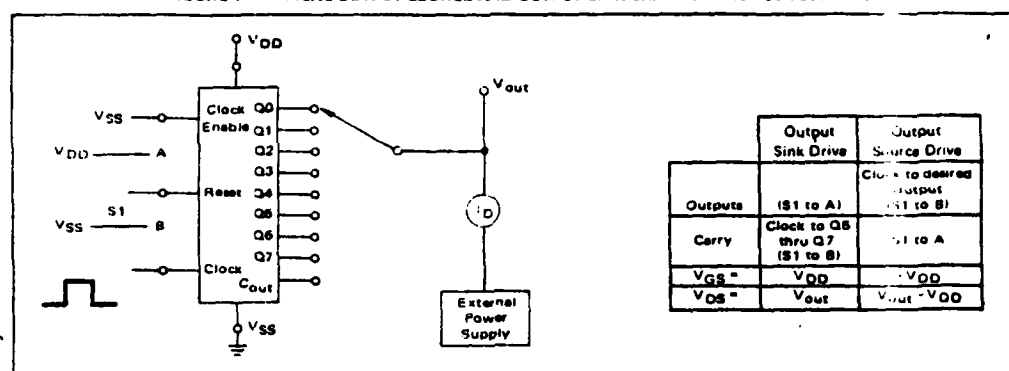 VDD
VSS
Clock
Enable
Q0
Q1
VDD
A
Q2
Q3
Reset
Q4
S1
Q5
VSS
B
Q6
Q7
Clock
Cout
VSS
Vout
ID
External
Power
Supply
Output
Sink Drive
Output
Source Drive
Outputs
(S1 to A)
Clock to desired
Output
(S1 to B)
Carry
Clock to Q5
thru Q7
(S1 to B)
S1 to A
VGS =
VDD
-VDD
VDS =
Vout
Vout -VDD